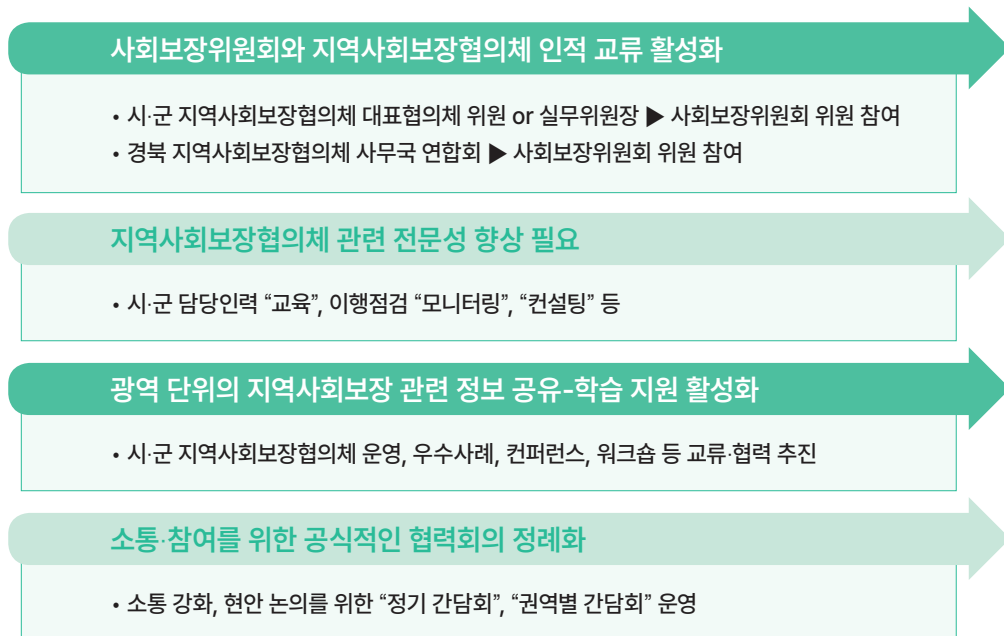 사회보장위원회와 지역사회보장협의체 인적 교류 활성화
• 시·군 지역사회보장협의체 대표협의체 위원 or 실무위원장 ▶ 사회보장위원회 위원 참여
• 경북 지역사회보장협의체 사무국 연합회 ▶ 사회보장위원회 위원 참여
지역사회보장협의체 관련 전문성 향상 필요
• 시·군 담당인력 “교육”, 이행점검 “모니터링”, “컨설팅” 등
광역 단위의 지역사회보장 관련 정보 공유-학습 지원 활성화
• 시·군 지역사회보장협의체 운영, 우수사례, 컨퍼런스, 워크숍 등 교류·협력 추진
소통·참여를 위한 공식적인 협력회의 정례화
• 소통 강화, 현안 논의를 위한 “정기 간담회”, “권역별 간담회” 운영